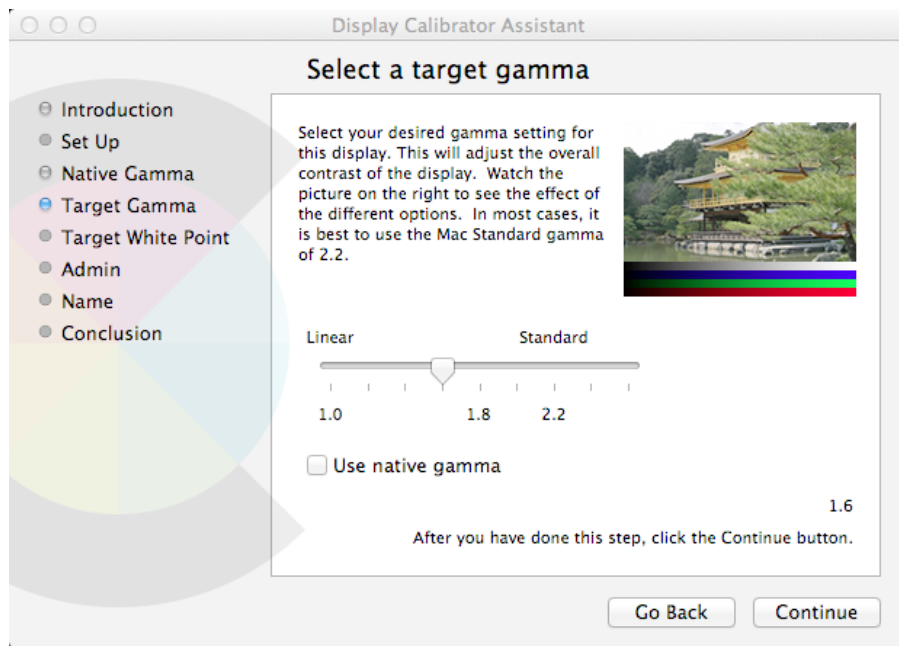 Display Calibrator Assistant
Select a target gamma
Introduction
Set Up
Native Gamma
Target Gamma
Target White Point
Admin
Name
Conclusion
Select your desired gamma setting for
this display. This will adjust the overall
contrast of the display.  Watch the
picture on the right to see the effect of
the different options.  In most cases, it
is best to use the Mac Standard gamma
of 2.2.
Linear Standard
1.0 1.8 2.2
Use native gamma
1.6
After you have done this step, click the Continue button.
Go Back Continue